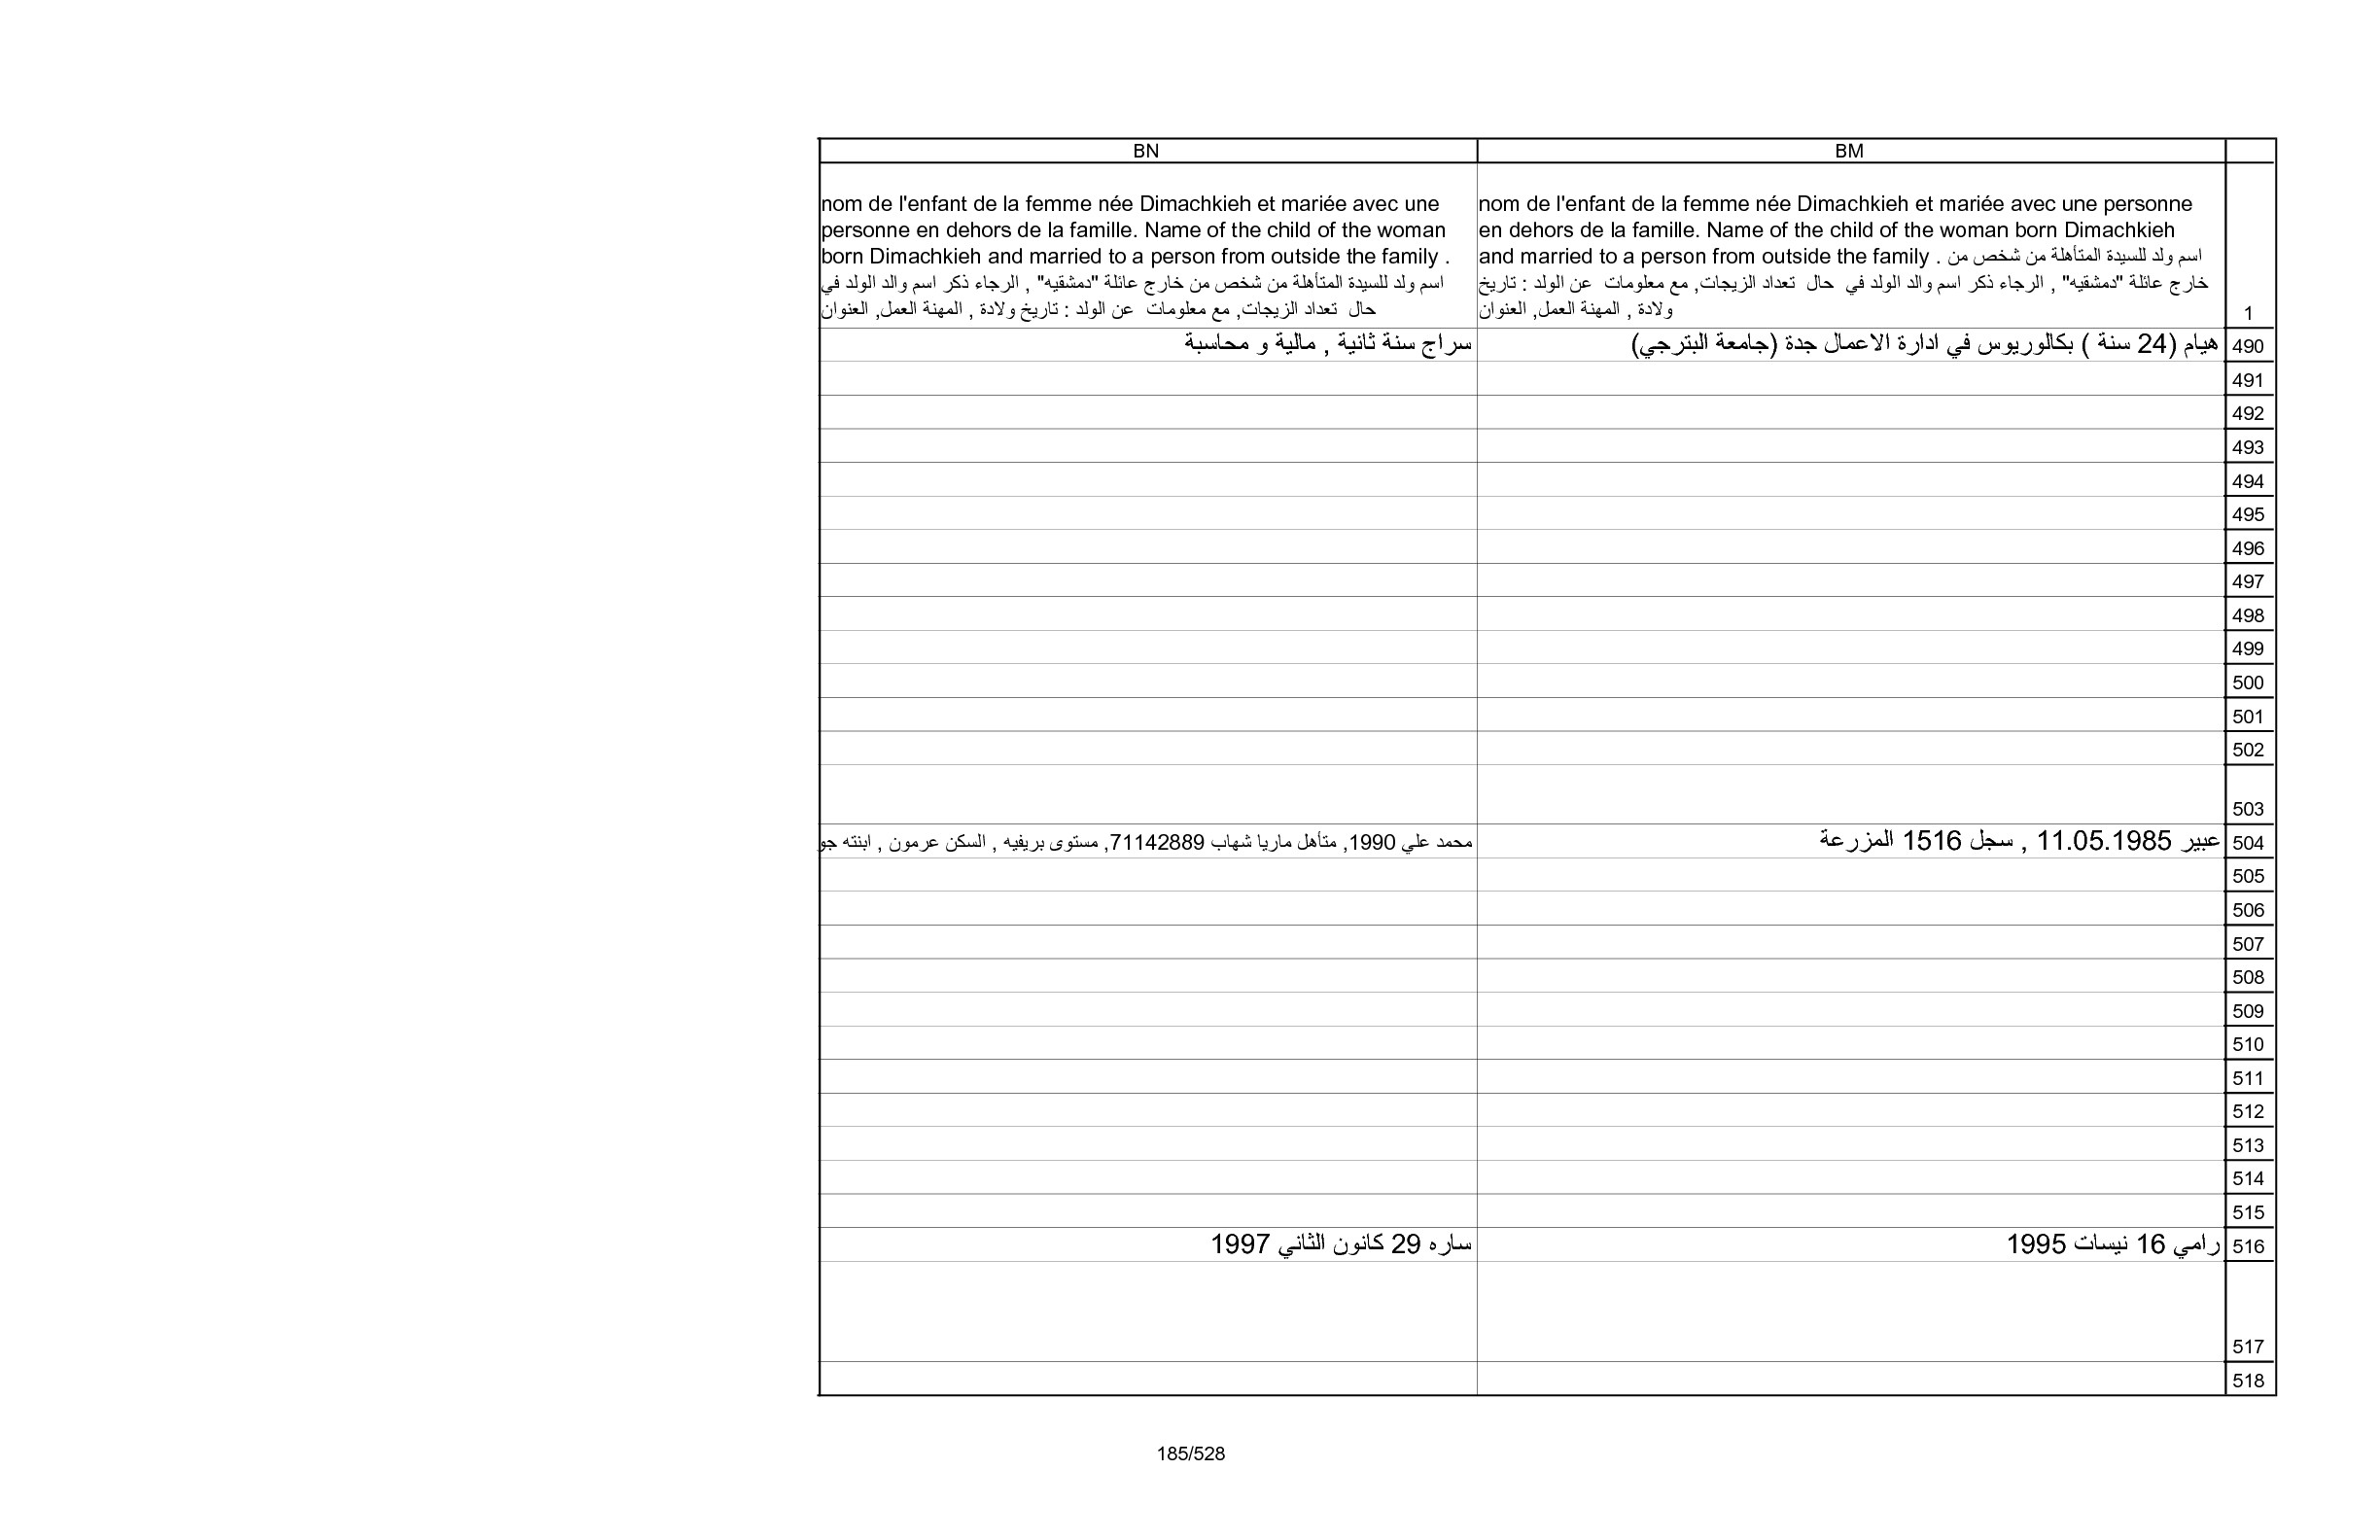 BM
BN
nom de l'enfant de la femme née Dimachkieh et mariée avec une personne
en dehors de la famille. Name of the child of the woman born Dimachkieh
and married to a person from outside the family . اسم ولد للسيدة المتأهلة من شخص من
خارج عائلة "دمشقيه" , الرجاء ذكر اسم والد الولد في حال تعداد الزيجات, مع معلومات عن الولد : تاريخ
ولادة , المهنة العمل, العنوان
nom de l'enfant de la femme née Dimachkieh et mariée avec une
personne en dehors de la famille. Name of the child of the woman
born Dimachkieh and married to a person from outside the family .
اسم ولد للسيدة المتأهلة من شخص من خارج عائلة "دمشقيه" , الرجاء ذكر اسم والد الولد في
حال تعداد الزيجات, مع معلومات عن الولد : تاريخ ولادة , المهنة العمل, العنوان
1
490
هيام (24 سنة ) بكالوريوس في ادارة الاعمال جدة (جامعة البترجي)
سراج سنة ثانية , مالية و محاسبة
491
492
493
494
495
496
497
498
499
500
501
502
503
504
عبير 11.05.1985 , سجل 1516 المزرعة
محمد علي 1990, متأهل ماريا شهاب 71142889, مستوى بريفيه , السكن عرمون , ابنته جو
505
506
507
508
509
510
511
512
513
514
515
516
رامي 16 نيسات 1995
ساره 29 كانون الثاني 1997
517
518
185/528